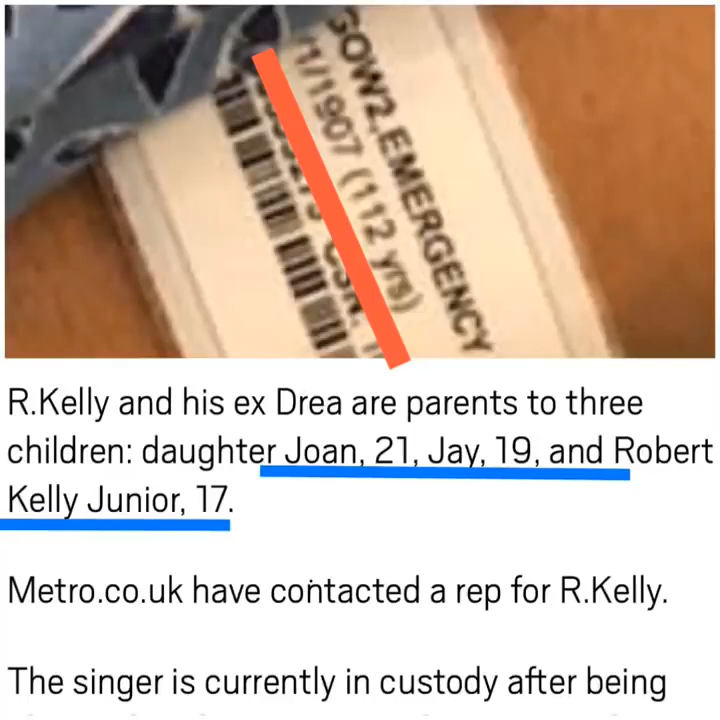 GOW2,EMERGENCY
/1/1907 (112 yrs)
R.Kelly and his ex Drea are parents to three
children: daughter Joan, 21, Jay, 19, and Robert
Kelly Junior, 17.
Metro.co.uk have contacted a rep for R.Kelly.
The singer is currently in custody after being